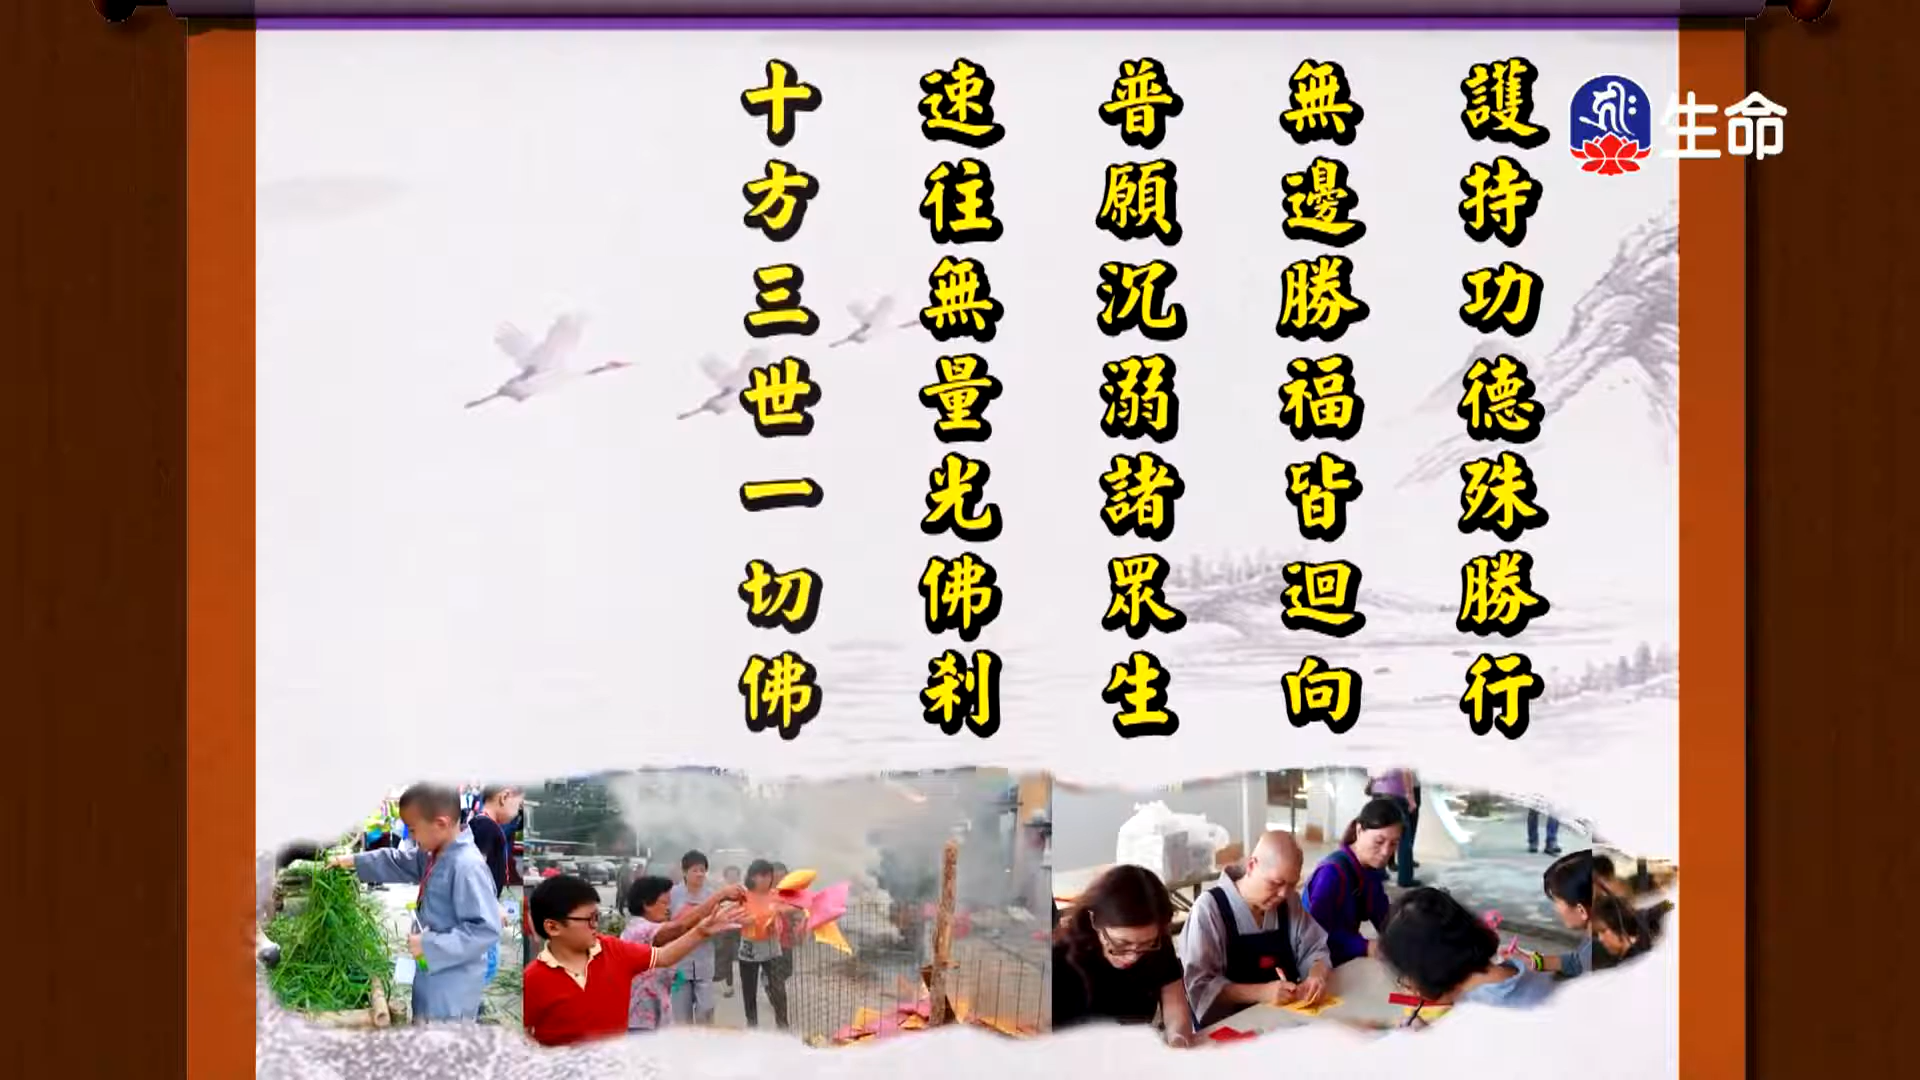 護持功德殊勝行
無邊勝福皆迴向
普願沉溺諸眾生
速往無量光佛剎
十方三世一切佛
生命